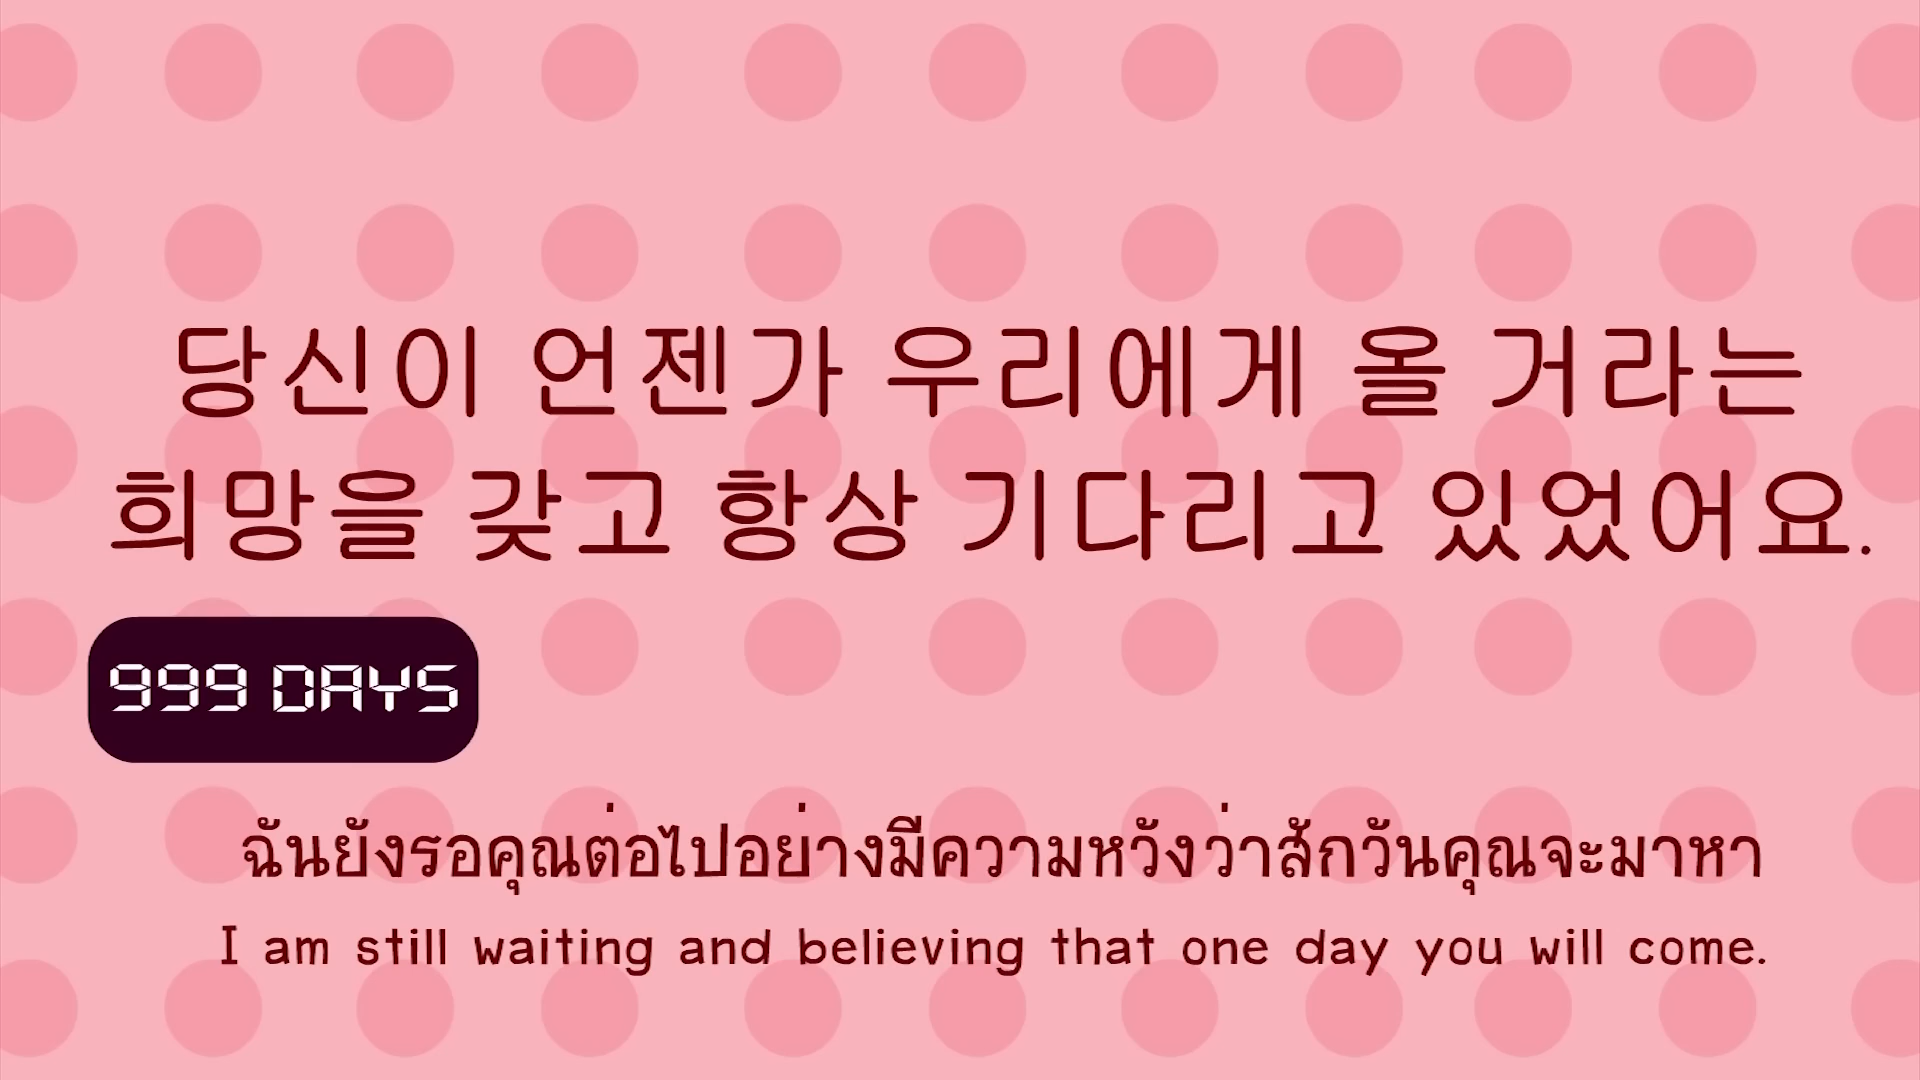 당신이 언젠가 우리에게 올 거라는
희망을 갖고 항상 기다리고 있었어요.
999 DAYS
ฉันยังรอคุณต่อไปอย่างมีความหวังว่าสักวันคุณจะมาหา
I am still waiting and believing that one day you will come.